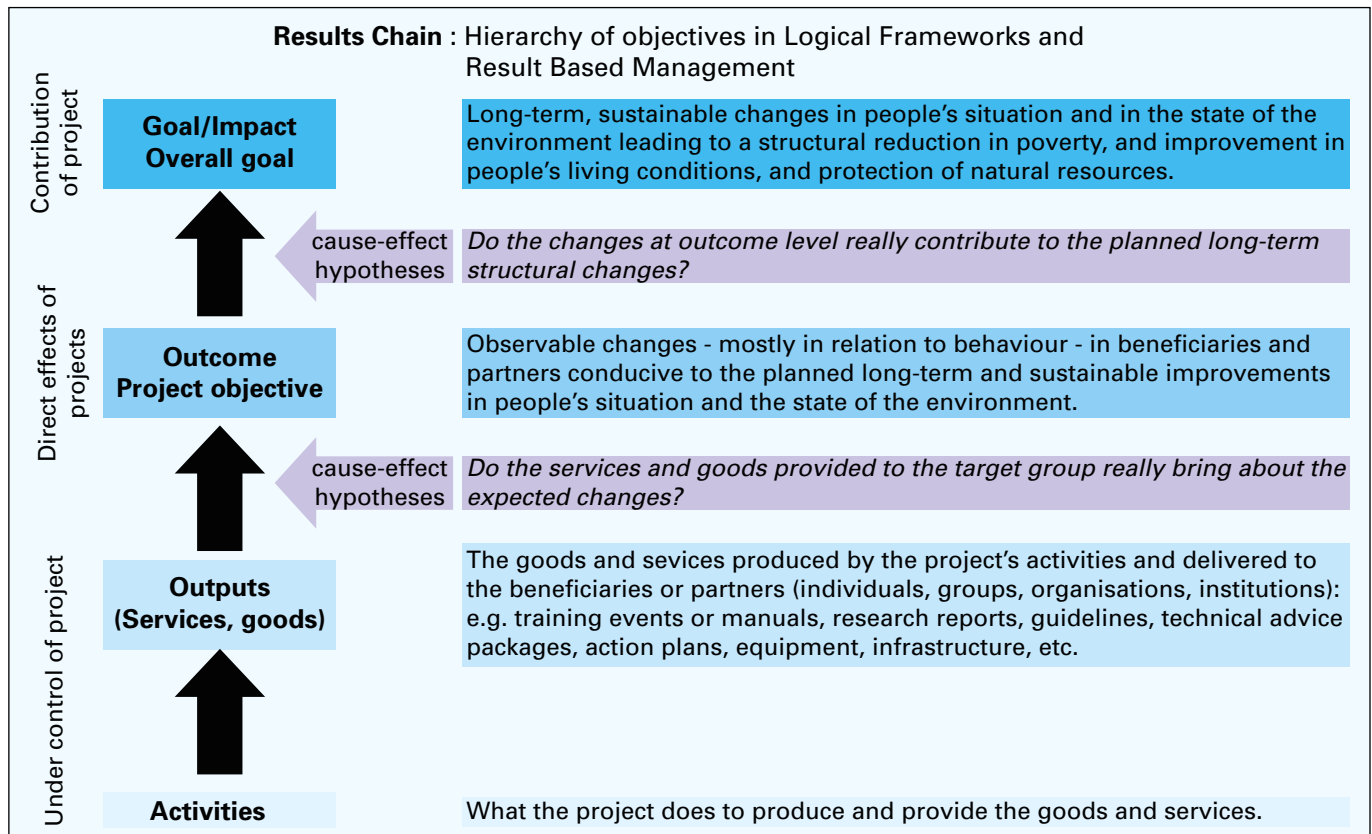 Results Chain : Hierarchy of objectives in Logical Frameworks and
Result Based Management
Contribution
of project
Goal/Impact
Overall goal
Long-term, sustainable changes in people’s situation and in the state of the
environment leading to a structural reduction in poverty, and improvement in
people’s living conditions, and protection of natural resources.
cause-effect
hypotheses
Do the changes at outcome level really contribute to the planned long-term
structural changes?
Direct effects of
projects
Outcome
Project objective
Observable changes - mostly in relation to behaviour - in beneficiaries and
partners conducive to the planned long-term and sustainable improvements
in people’s situation and the state of the environment.
cause-effect
hypotheses
Do the services and goods provided to the target group really bring about the
expected changes?
Under control of project
Outputs
(Services, goods)
The goods and sevices produced by the project’s activities and delivered to
the beneficiaries or partners (individuals, groups, organisations, institutions):
e.g. training events or manuals, research reports, guidelines, technical advice
packages, action plans, equipment, infrastructure, etc.
Activities
What the project does to produce and provide the goods and services.